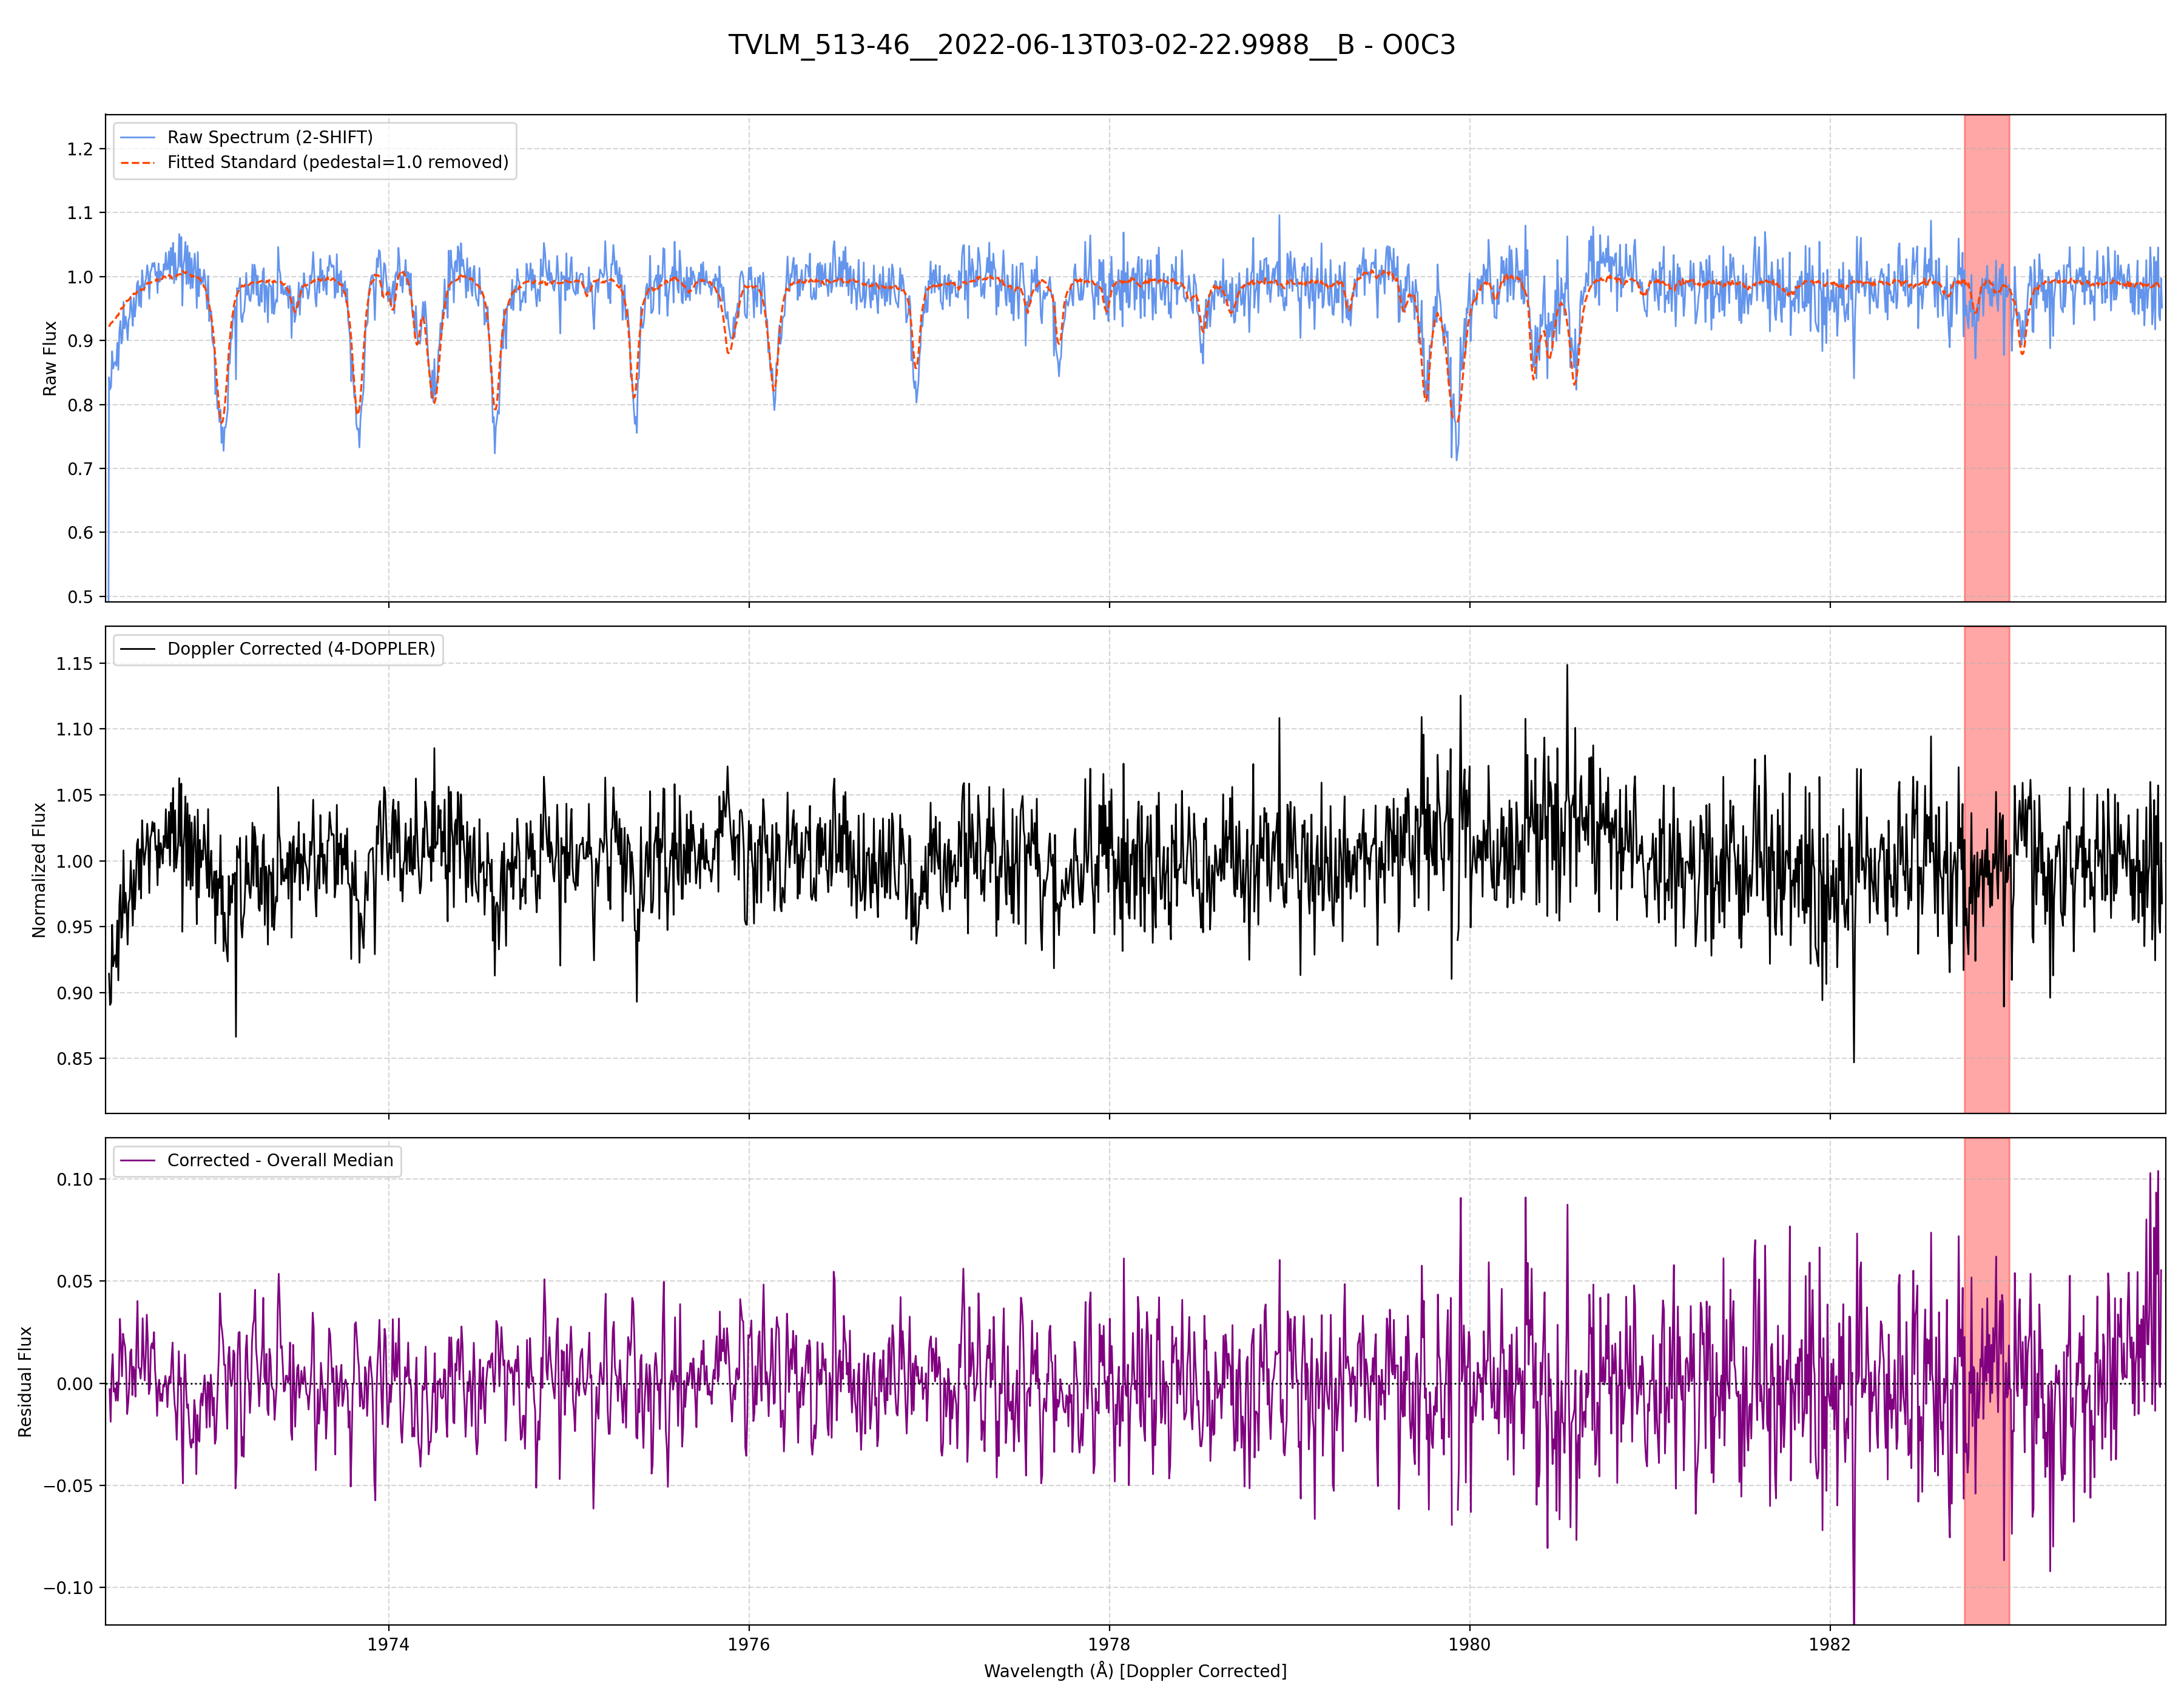 TVLM_513-46__2022-06-13T03-02-22.9988__B - O0C3
Raw Spectrum (2-SHIFT)
Fitted Standard (pedestal=1.0 removed)
1.2
1.1
1.0
0.9
0.8
0.7
0.6
0.5
Raw Flux
Doppler Corrected (4-DOPPLER)
1.15
1.10
1.05
1.00
0.95
0.90
0.85
Normalized Flux
Corrected - Overall Median
0.10
0.05
0.00
−0.05
−0.10
Residual Flux
1974
1976
1978
1980
1982
Wavelength (Å) [Doppler Corrected]